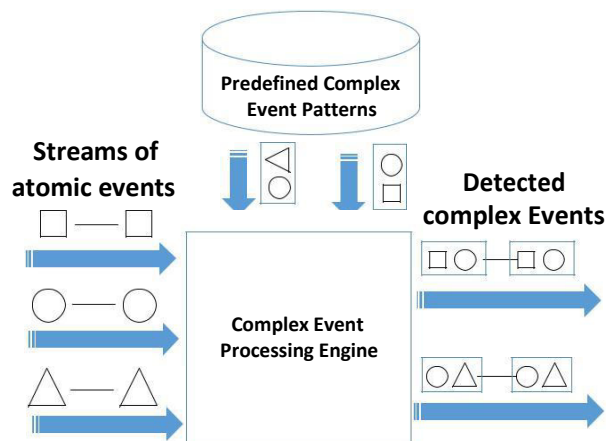 Predefined Complex
Event Patterns
Streams of
atomic events
Detected
complex Events
Complex Event
Processing Engine